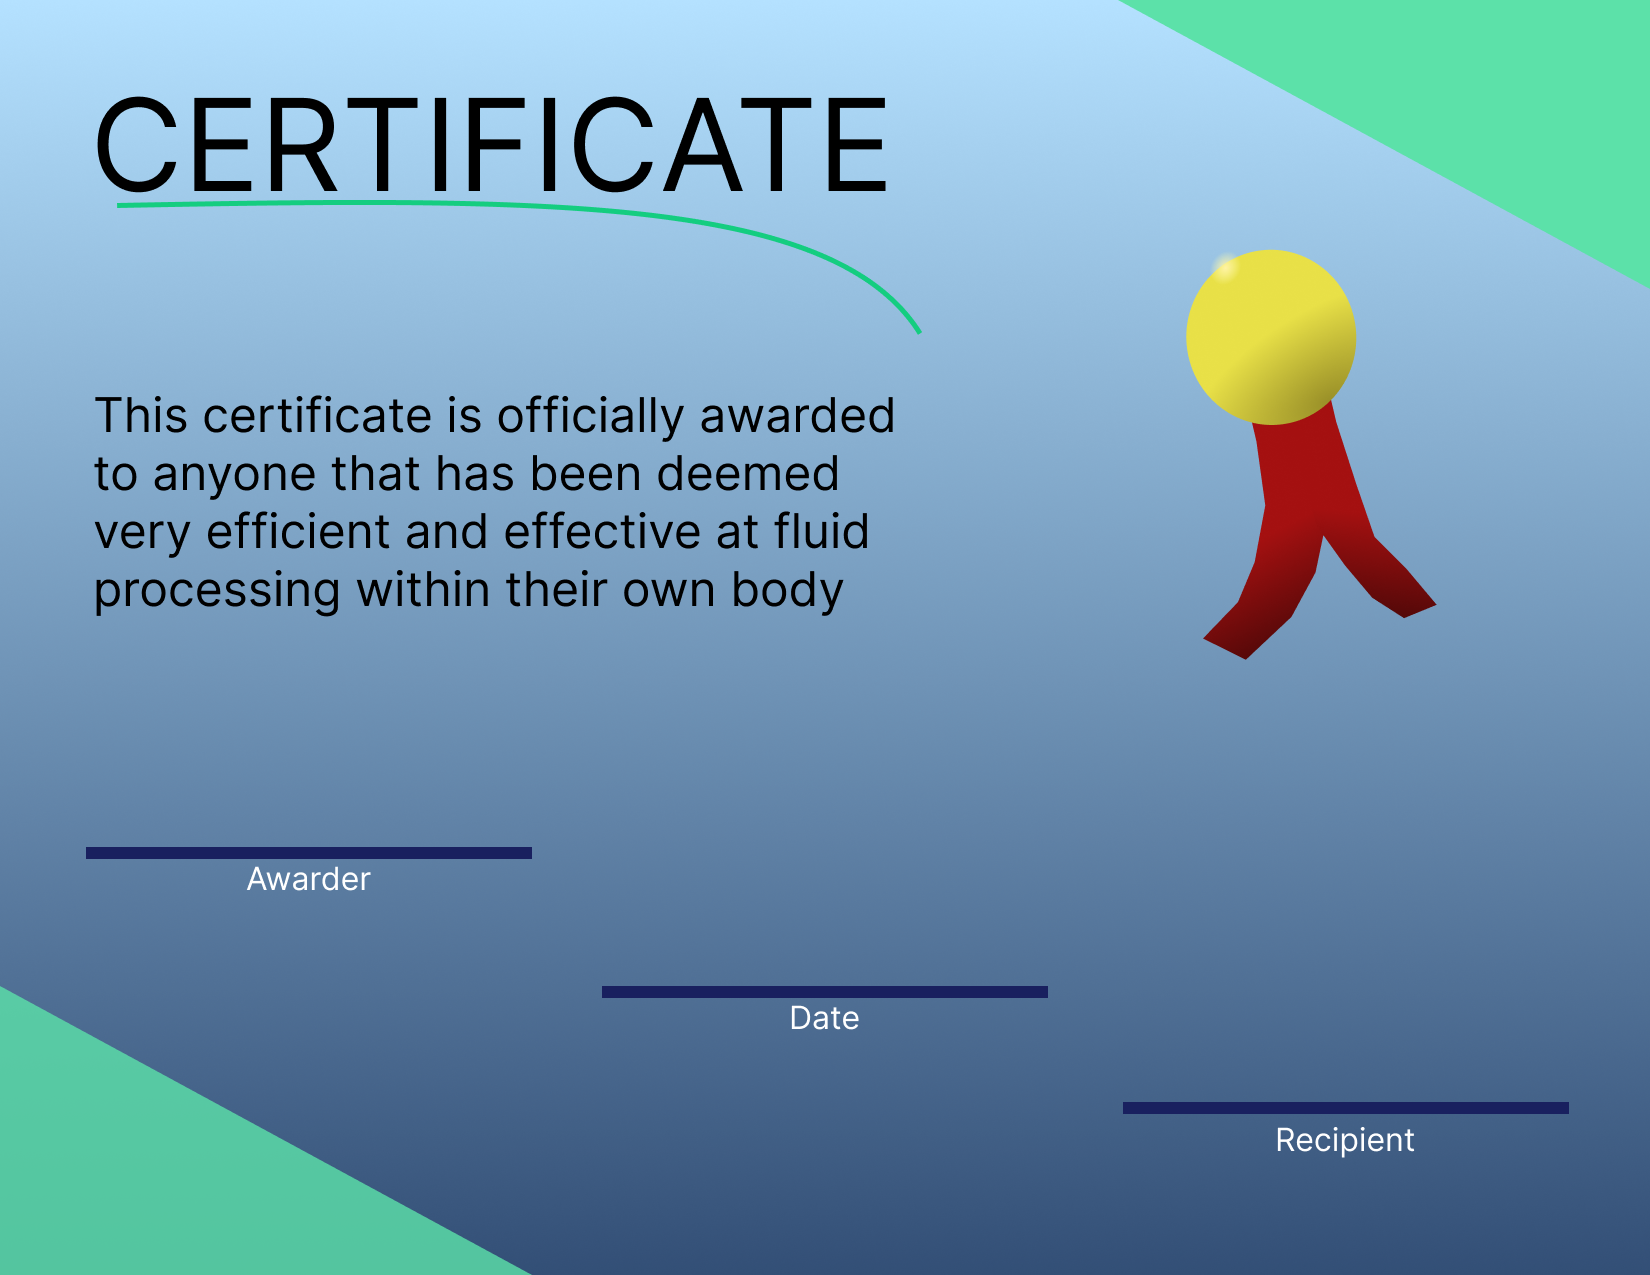 CERTIFICATE
This certificate is officially awarded
to anyone that has been deemed
very efficient and effective at fluid
processing within their own body
Awarder
Date
Recipient